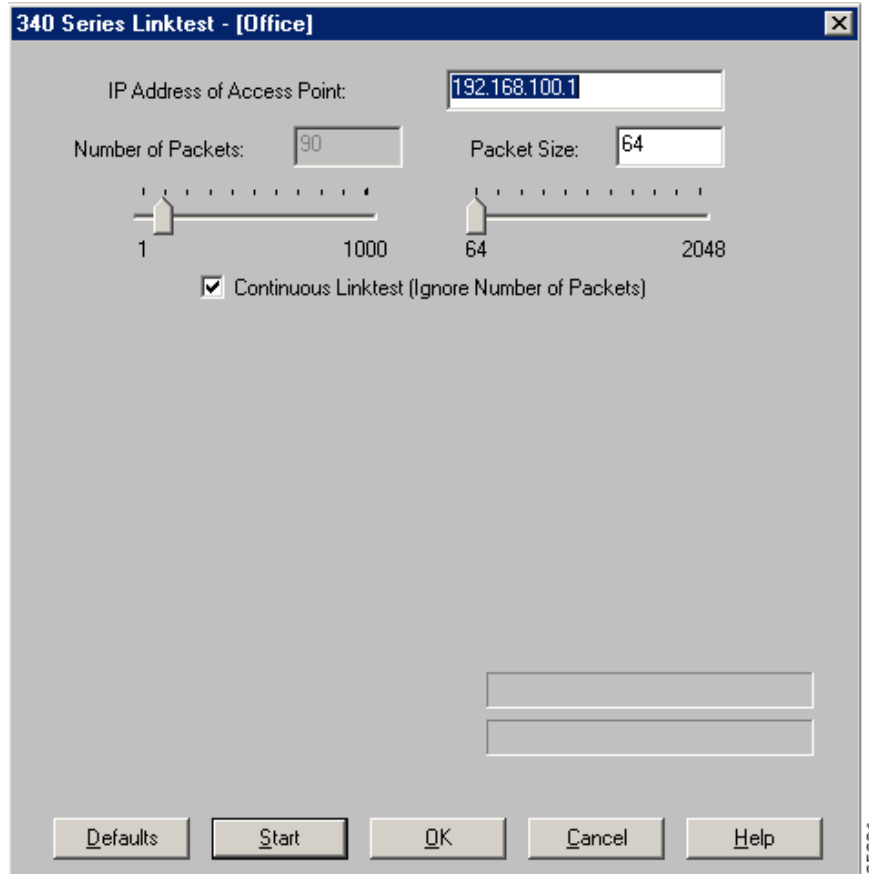 340 Series Linktest - [Office]
IP Address of Access Point: 192.168.100.1
Number of Packets: 90 Packet Size: 64
1 1000 64 2048
Continuous Linktest (Ignore Number of Packets)
Defaults Start OK Cancel Help